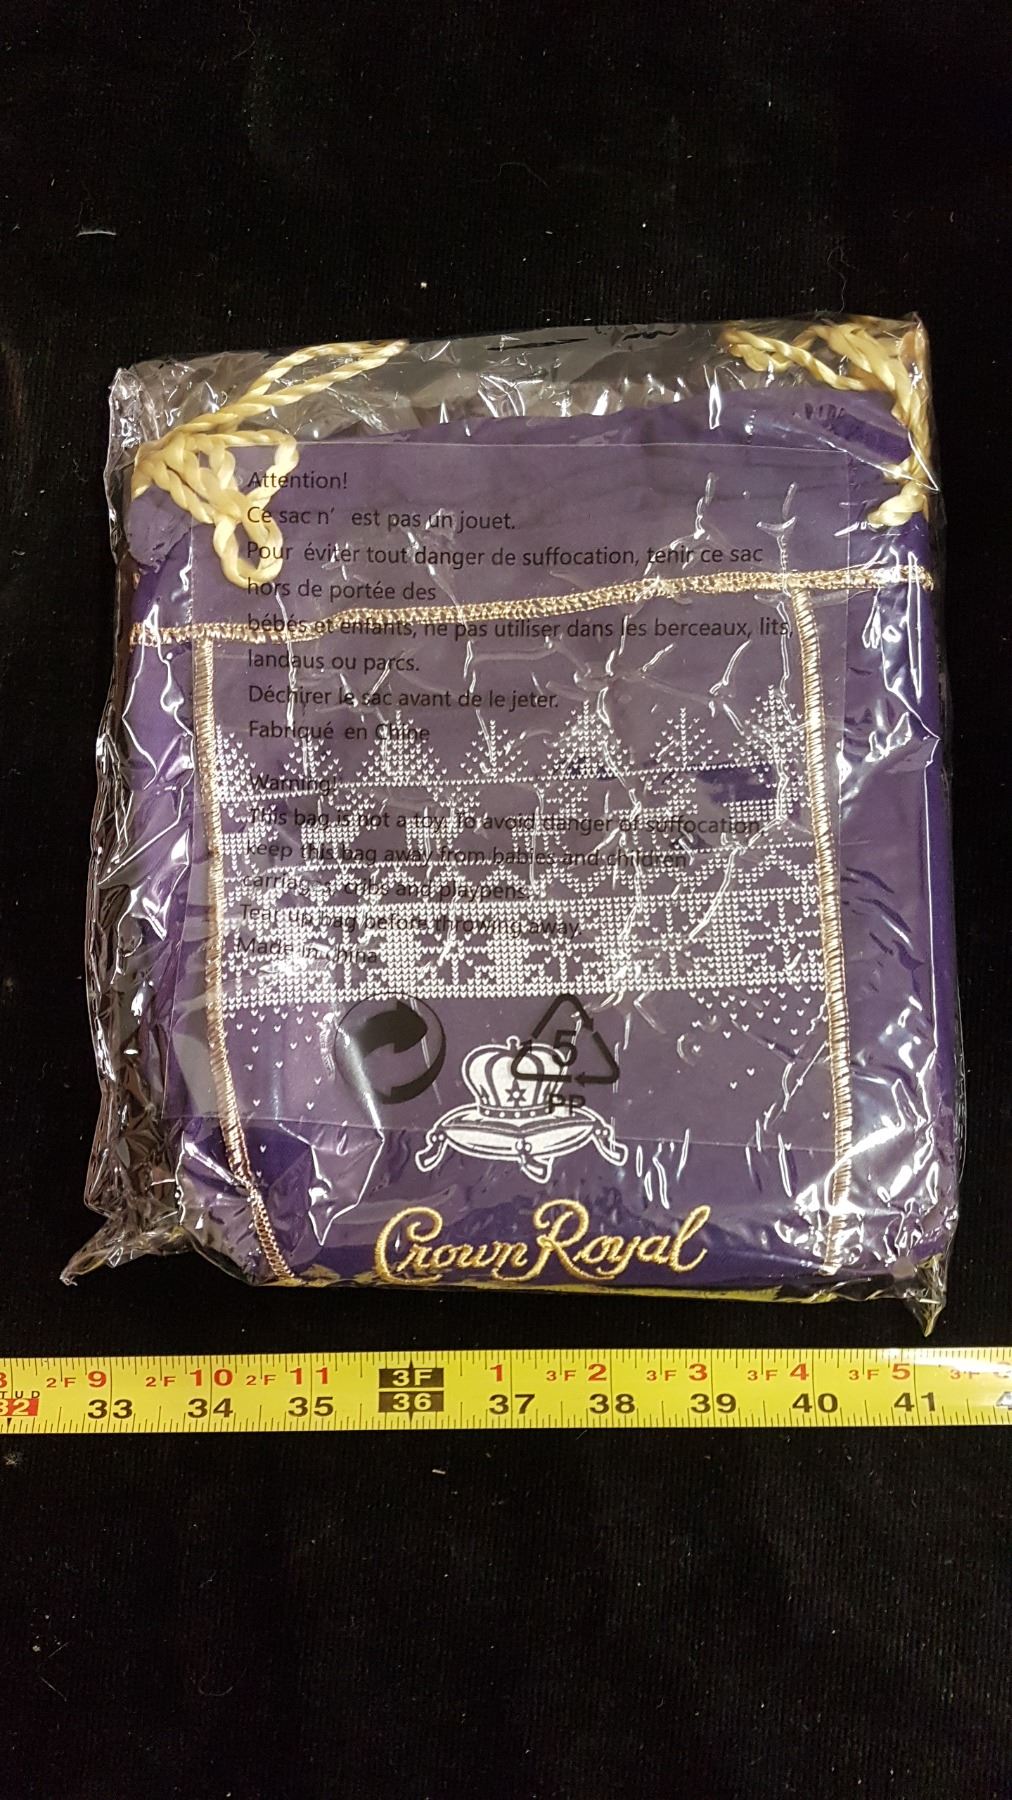 Attention!
Ce sac n' est pas un jouet.
Pour éviter tout danger de suffocation, tenir ce sac
hors de portée des
bébés et enfants, ne pas utiliser dans les berceaux, lits,
landaus ou parcs.
Déchirer le sac avant de le jeter.
Fabriqué en Chine
Warning!
This bag is not a toy. To avoid danger of suffocation,
keep this bag away from babies and children
carriages, cribs and playpens.
Tear up bag before throwing away.
Made in China
5
PP
Crown Royal
2F 9 2F 10 2F 11 3F 1 3F 2 3F 3 3F 4 3F 5
32 33 34 35 36 37 38 39 40 41